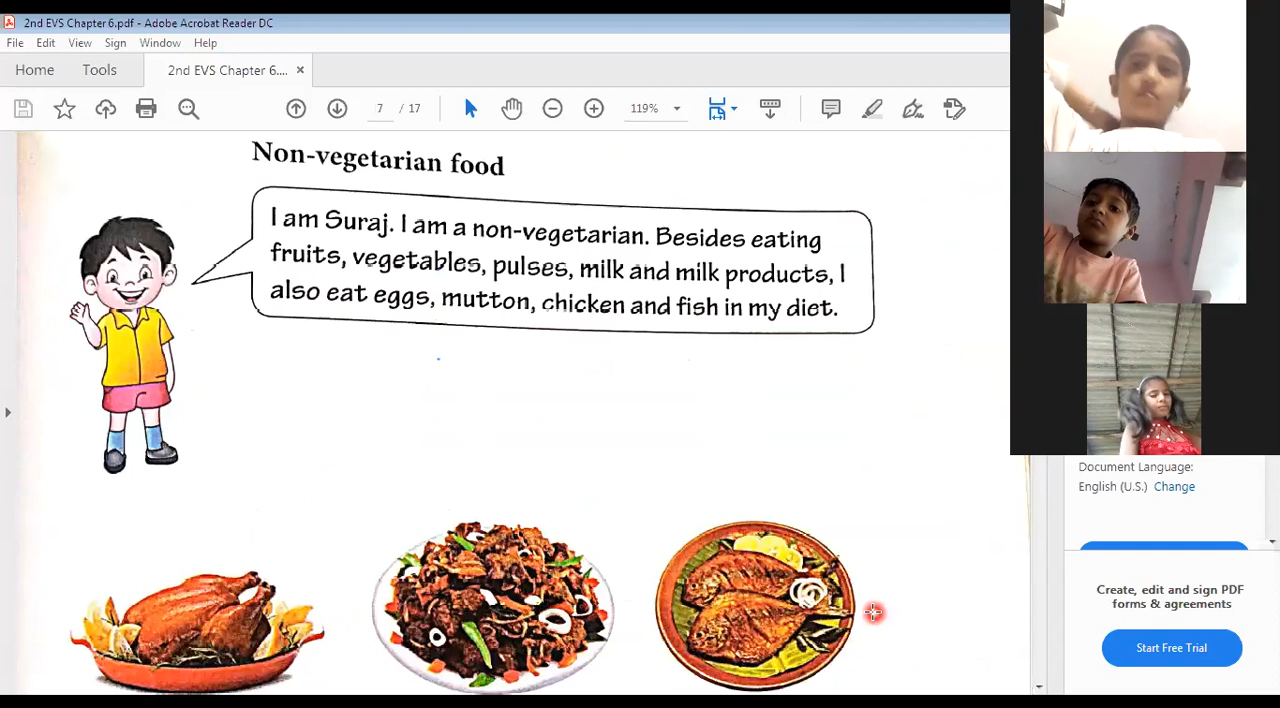 2nd EVS Chapter 6.pdf - Adobe Acrobat Reader DC
File Edit View Sign Window Help
Home Tools 2nd EVS Chapter 6.... ×
7 / 17 119%
Non-vegetarian food
I am Suraj. I am a non-vegetarian. Besides eating
fruits, vegetables, pulses, milk and milk products, I
also eat eggs, mutton, chicken and fish in my diet.
Document Language:
English (U.S.) Change
Create, edit and sign PDF
forms & agreements
Start Free Trial